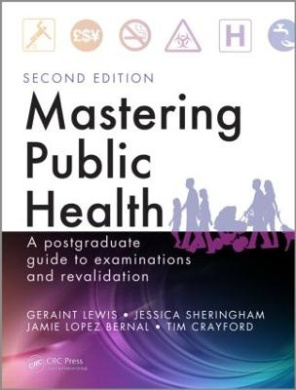 £$¥
H
SECOND EDITION
Mastering
Public
Health
A postgraduate
guide to examinations
and revalidation
GERAINT LEWIS • JESSICA SHERINGHAM
JAMIE LOPEZ BERNAL • TIM CRAYFORD
CRC Press